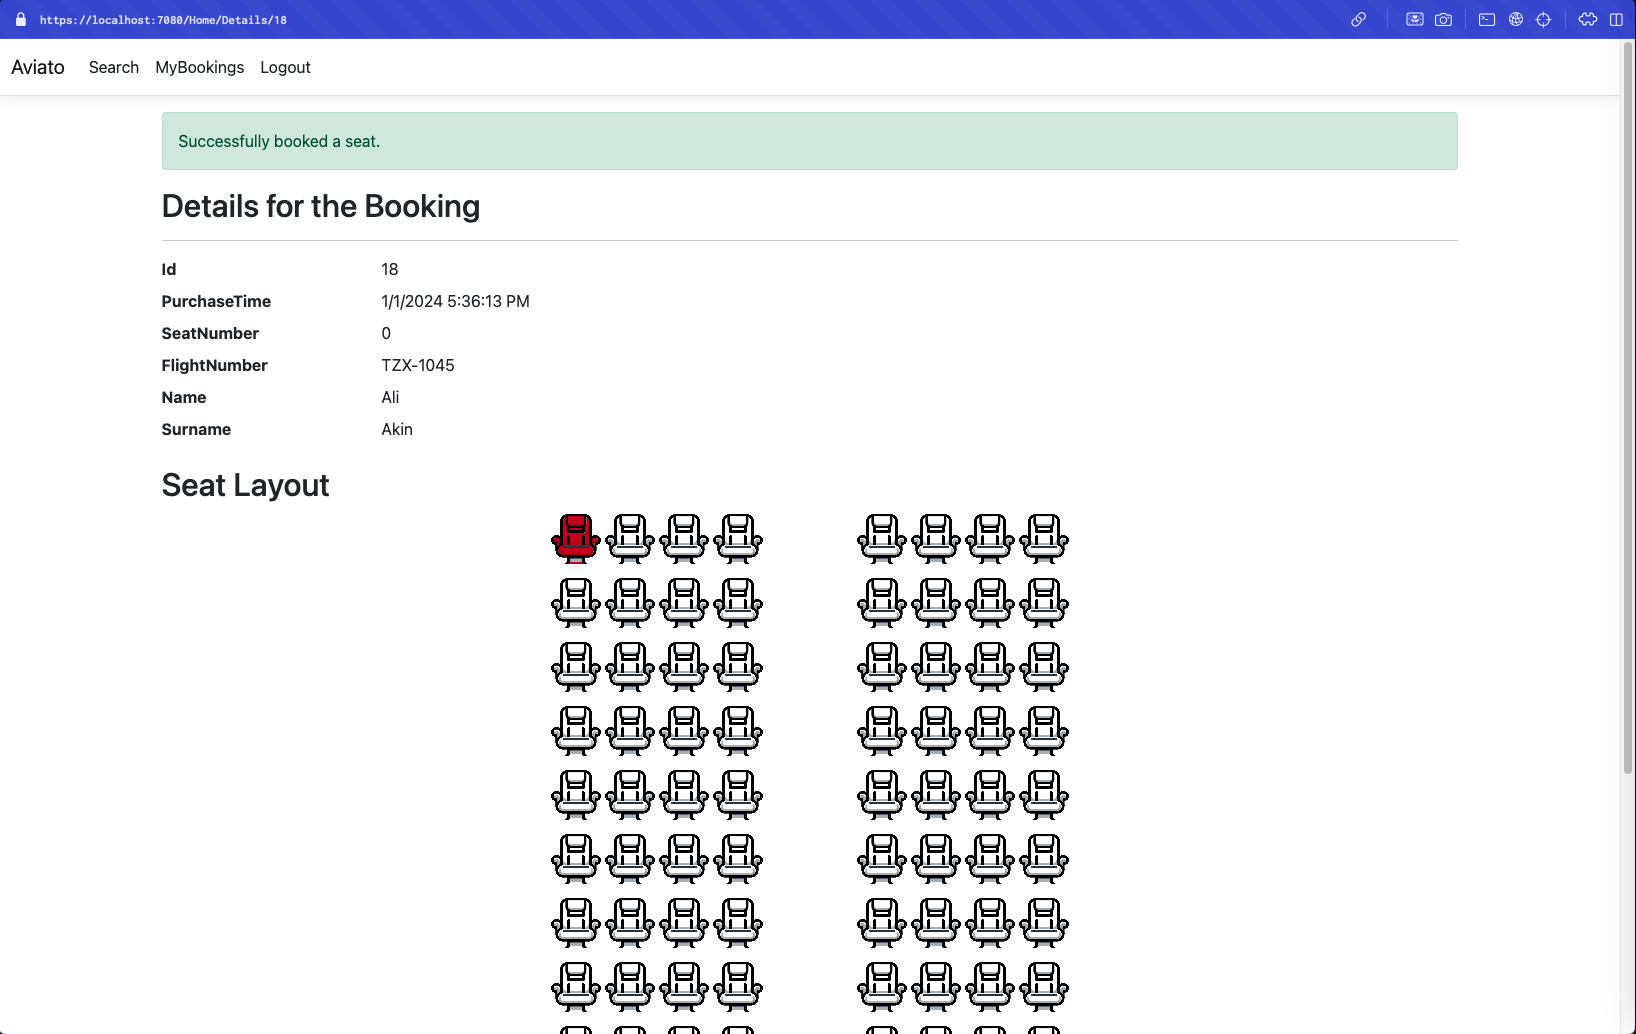 https://localhost:7080/Home/Details/18
Aviato Search MyBookings Logout
Successfully booked a seat.
Details for the Booking
Id 18
PurchaseTime 1/1/2024 5:36:13 PM
SeatNumber 0
FlightNumber TZX-1045
Name Ali
Surname Akin
Seat Layout